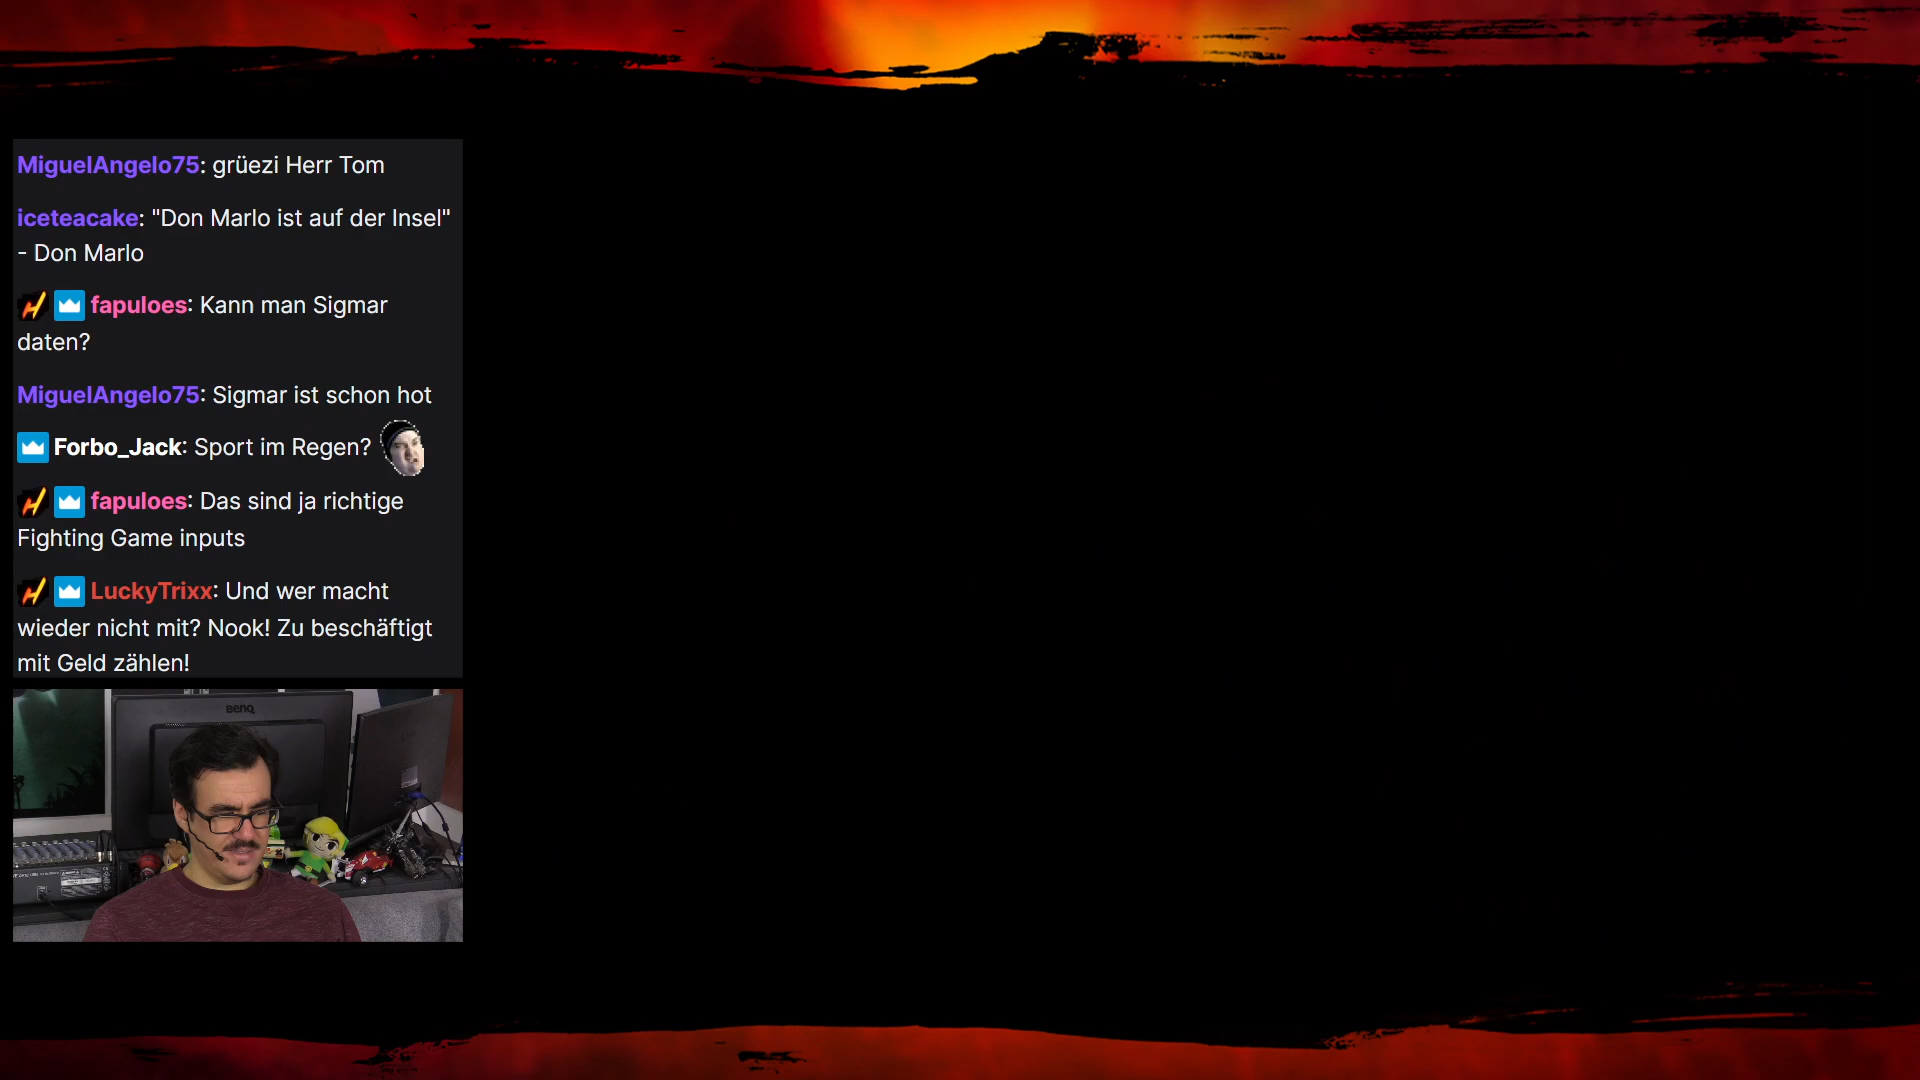 MiguelAngelo75: grüezi Herr Tom
iceteacake: "Don Marlo ist auf der Insel"
- Don Marlo
fapuloes: Kann man Sigmar
daten?
MiguelAngelo75: Sigmar ist schon hot
Forbo_Jack: Sport im Regen?
fapuloes: Das sind ja richtige
Fighting Game inputs
LuckyTrixx: Und wer macht
wieder nicht mit? Nook! Zu beschäftigt
mit Geld zählen!
BenQ